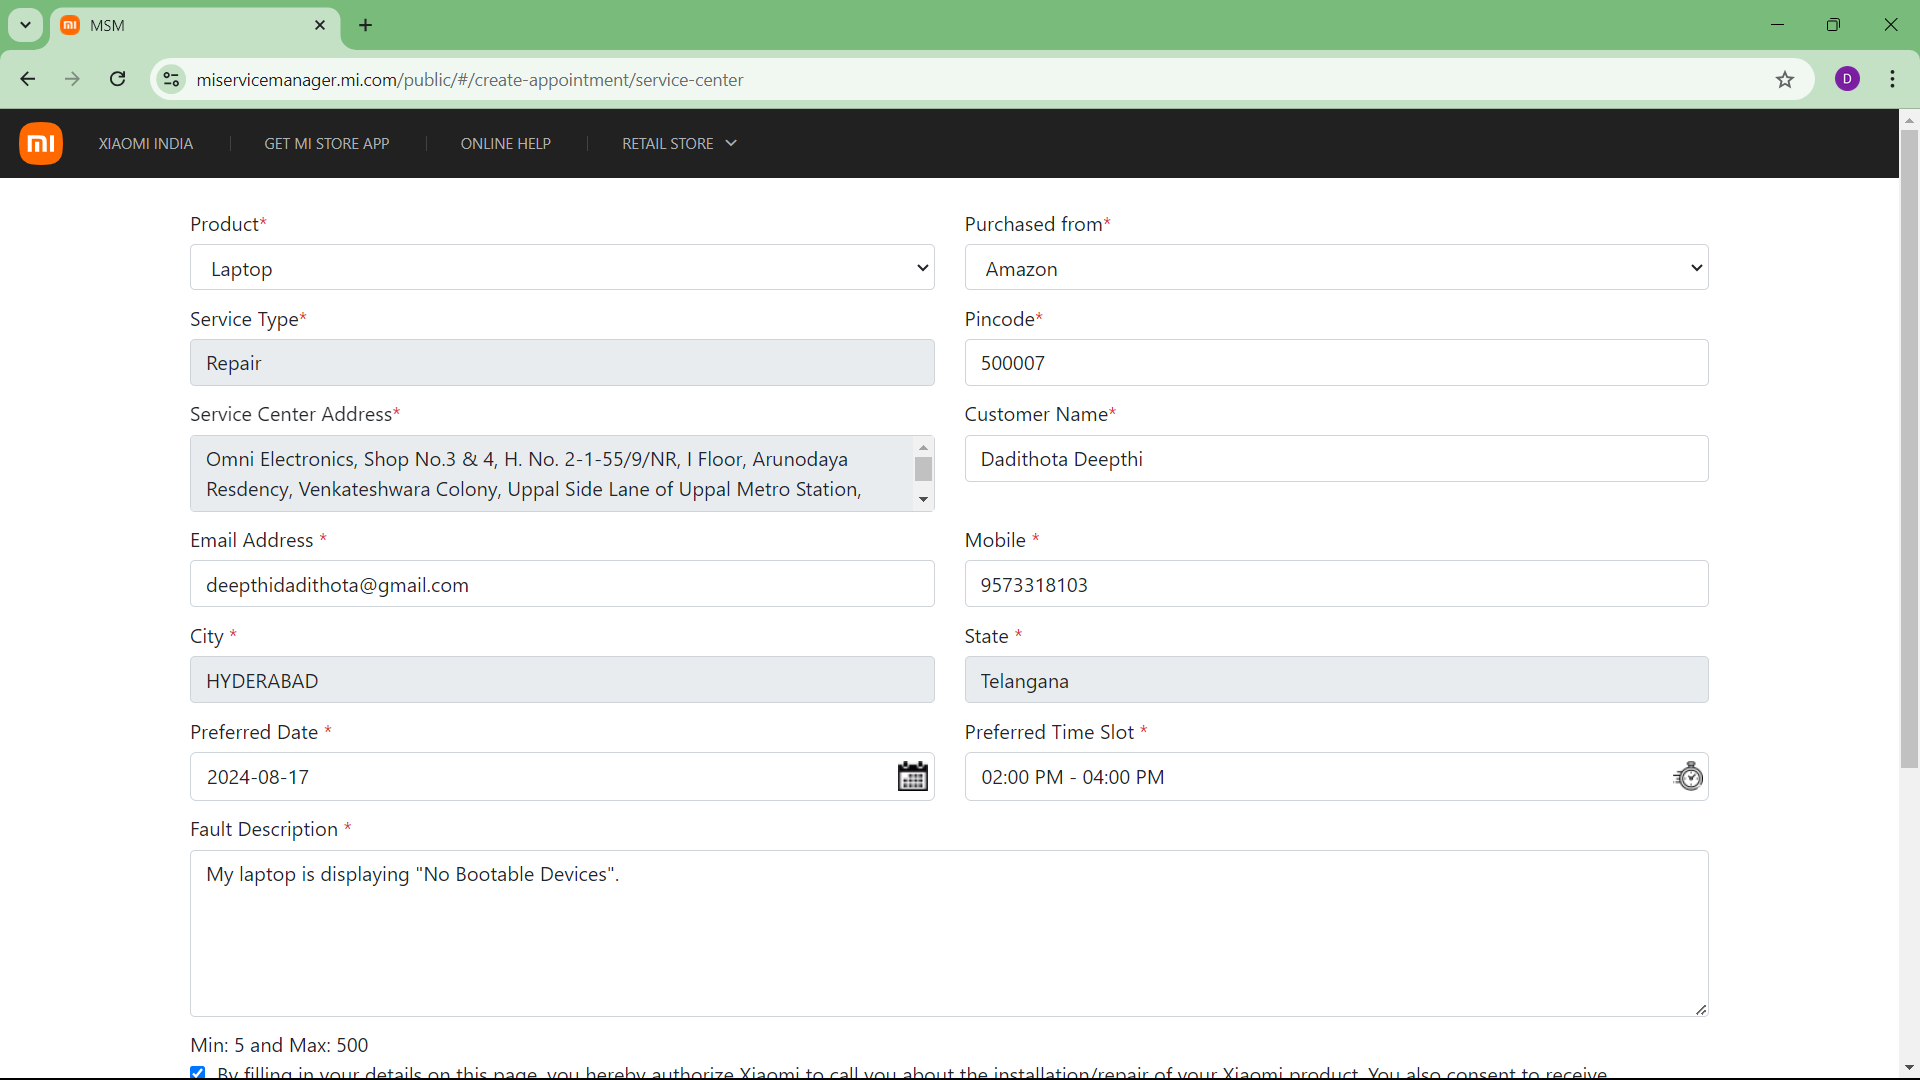 MSM
miservicemanager.mi.com/public/#/create-appointment/service-center
D
mi XIAOMI INDIA GET MI STORE APP ONLINE HELP RETAIL STORE
Product* Purchased from*
Laptop Amazon
Service Type* Pincode*
Repair 500007
Service Center Address* Customer Name*
Omni Electronics, Shop No.3 & 4, H. No. 2-1-55/9/NR, I Floor, Arunodaya Dadithota Deepthi
Resdency, Venkateshwara Colony, Uppal Side Lane of Uppal Metro Station,
Email Address * Mobile *
deepthidadithota@gmail.com 9573318103
City * State *
HYDERABAD Telangana
Preferred Date * Preferred Time Slot *
2024-08-17 02:00 PM - 04:00 PM
Fault Description *
My laptop is displaying "No Bootable Devices".
Min: 5 and Max: 500
By filling in your details on this page, you hereby authorize Xiaomi to call you about the installation/repair of your Xiaomi product. You also consent to receive